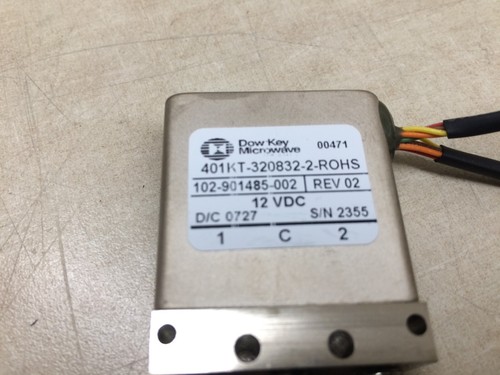 Dow-Key
Microwave 00471
401KT-320832-2-ROHS
102-901485-002 REV 02
12 VDC
D/C 0727 S/N 2355
1 C 2